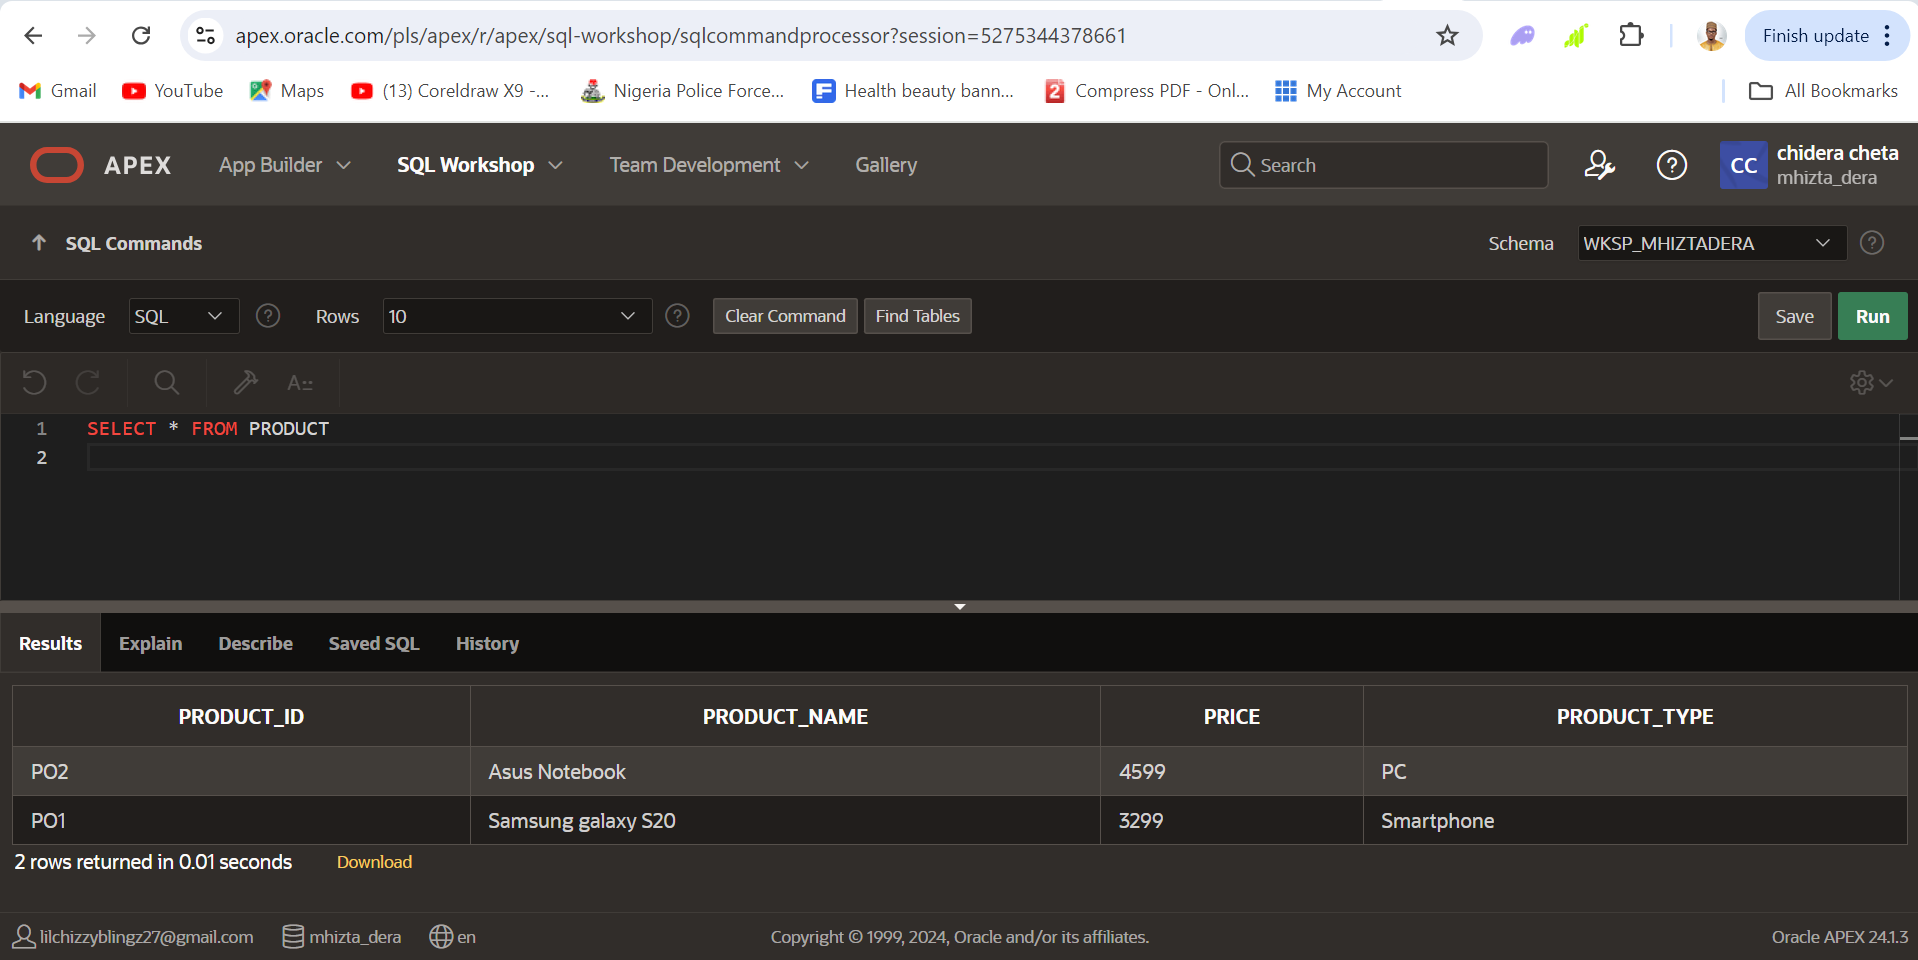 apex.oracle.com/pls/apex/r/apex/sql-workshop/sqlcommandprocessor?session=5275344378661 Finish update
Gmail YouTube Maps (13) Coreldraw X9 -... Nigeria Police Force... Health beauty bann... 2 Compress PDF - Onl... My Account All Bookmarks
APEX App Builder SQL Workshop Team Development Gallery Search ? CC chidera cheta
mhizta_dera
SQL Commands Schema WKSP_MHIZTADERA ?
Language SQL ? Rows 10 ? Clear Command Find Tables Save Run
A::
1 SELECT * FROM PRODUCT
2
Results Explain Describe Saved SQL History
PRODUCT_ID PRODUCT_NAME PRICE PRODUCT_TYPE
PO2 Asus Notebook 4599 PC
PO1 Samsung galaxy S20 3299 Smartphone
2 rows returned in 0.01 seconds Download
lilchizzyblingz27@gmail.com mhizta_dera en Copyright © 1999, 2024, Oracle and/or its affiliates. Oracle APEX 24.1.3